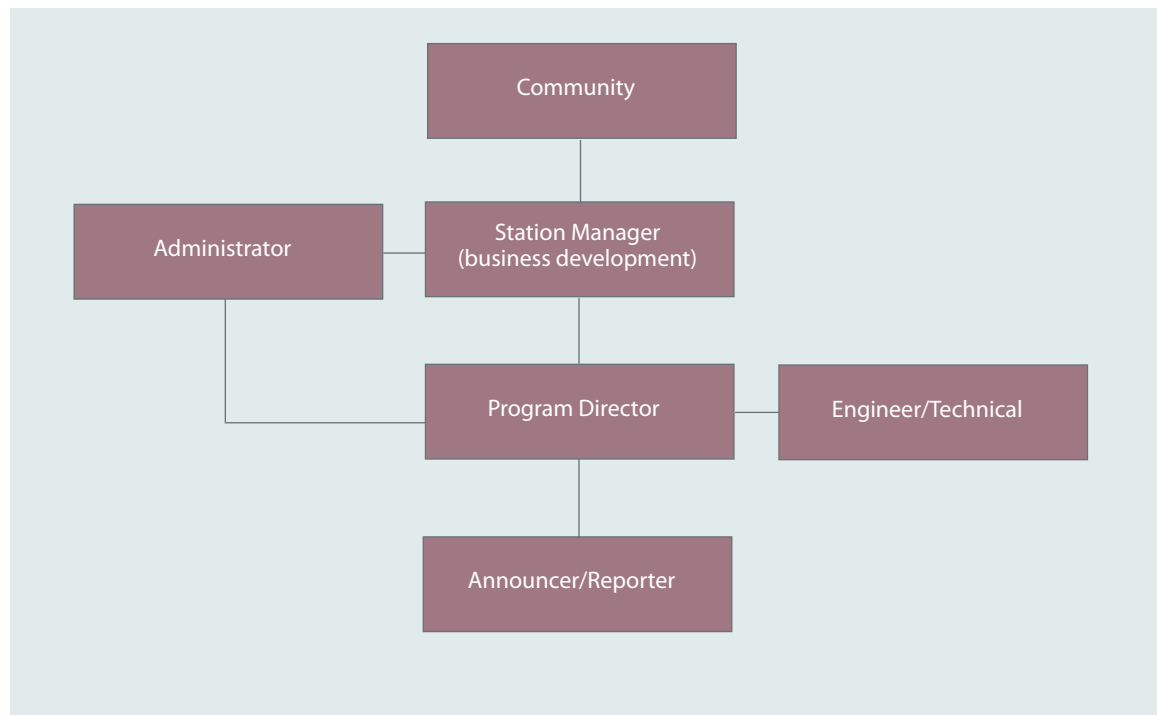 Community
Administrator
Station Manager
(business development)
Program Director
Engineer/Technical
Announcer/Reporter